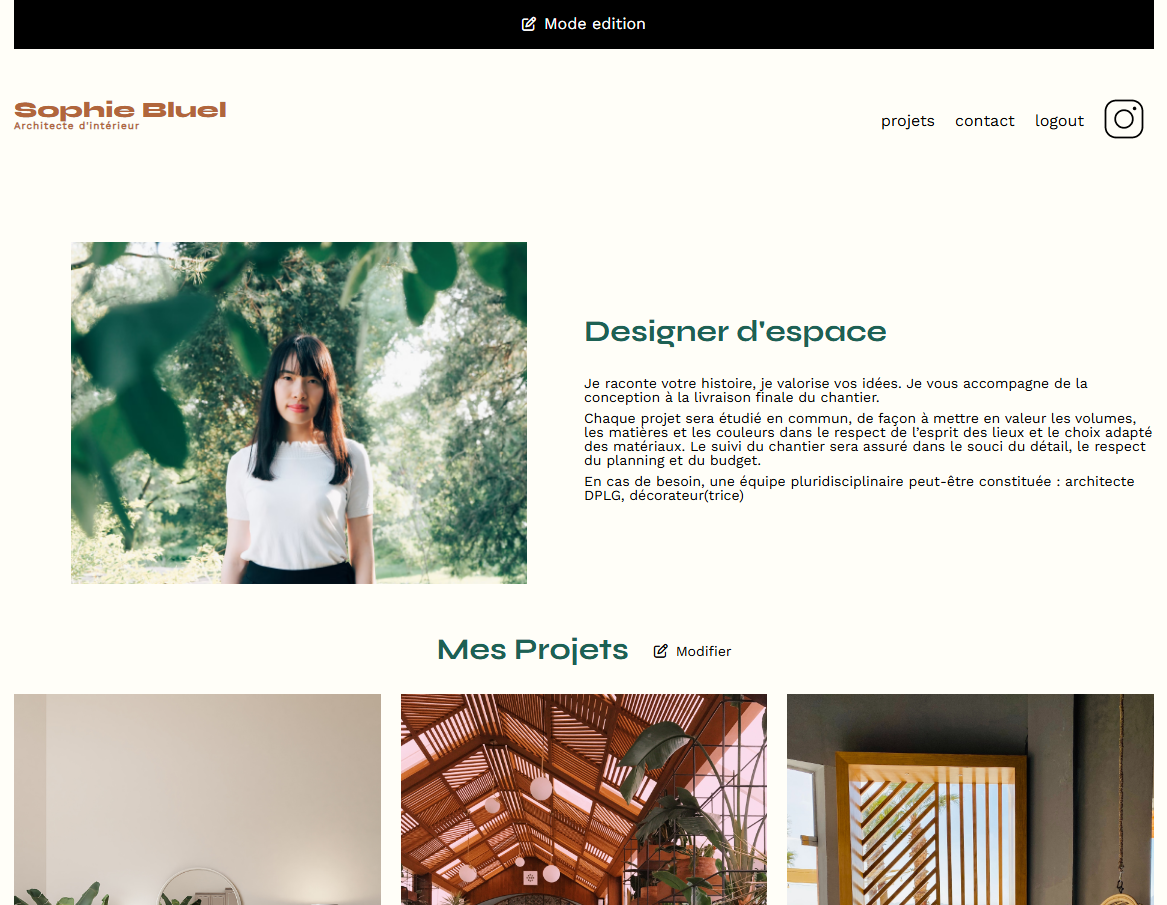 Mode edition
Sophie Bluel
Architecte d'intérieur
projets contact logout
Designer d'espace
Je raconte votre histoire, je valorise vos idées. Je vous accompagne de la
conception à la livraison finale du chantier.
Chaque projet sera étudié en commun, de façon à mettre en valeur les volumes,
les matières et les couleurs dans le respect de l’esprit des lieux et le choix adapté
des matériaux. Le suivi du chantier sera assuré dans le souci du détail, le respect
du planning et du budget.
En cas de besoin, une équipe pluridisciplinaire peut-être constituée : architecte
DPLG, décorateur(trice)
Mes Projets Modifier